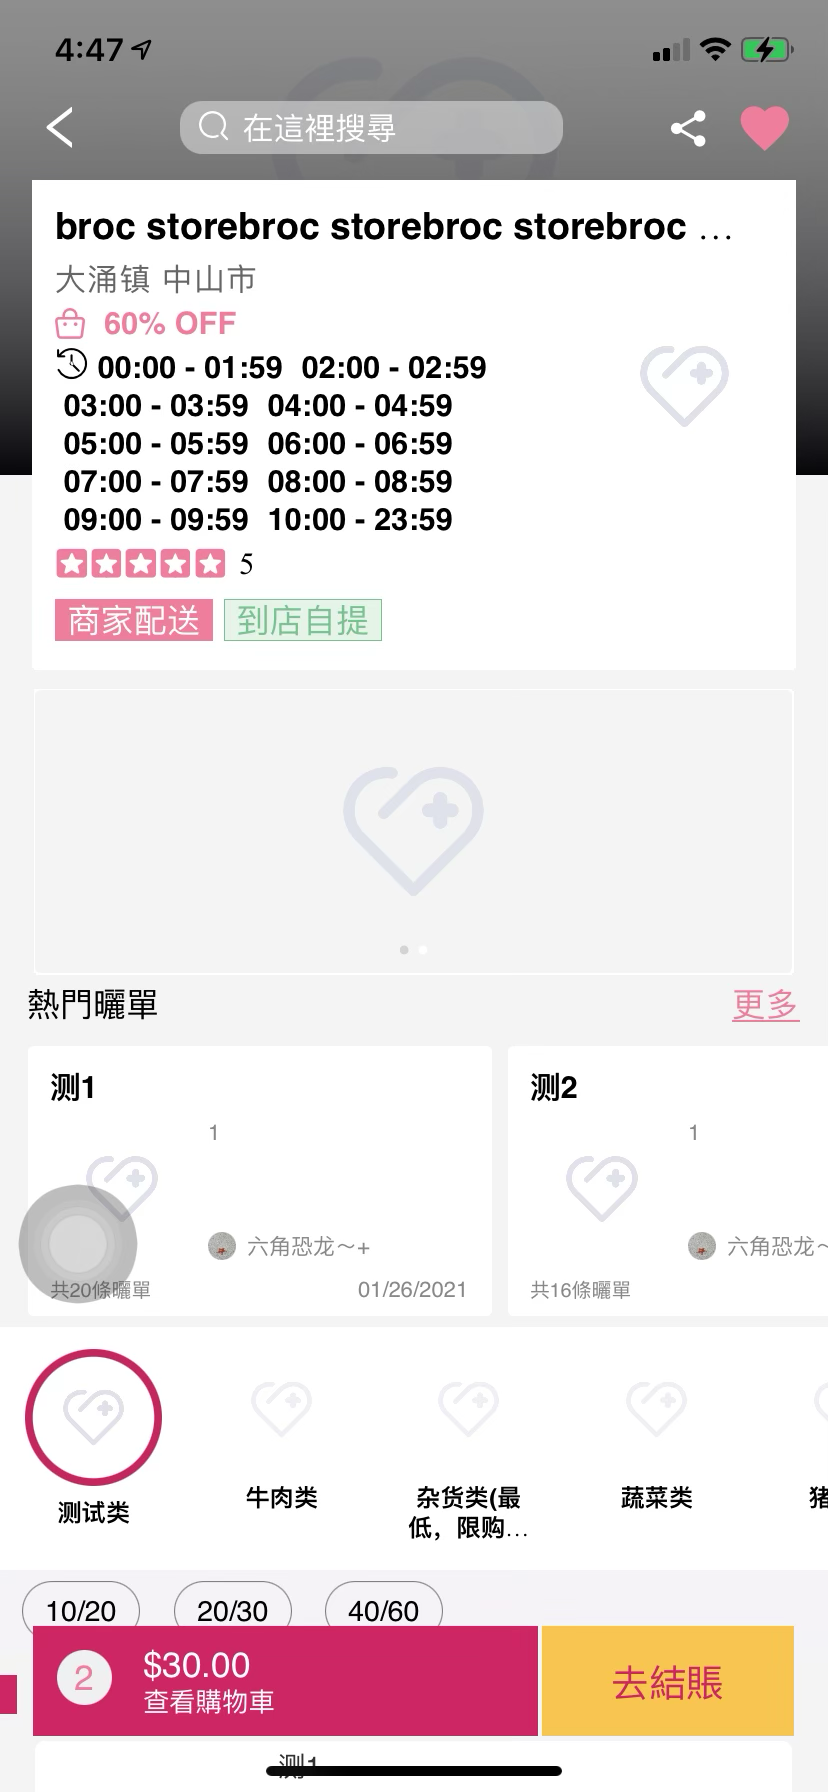 4:47
在這裡搜尋
broc storebroc storebroc storebroc ...
大涌镇 中山市
60% OFF
00:00 - 01:59 02:00 - 02:59
03:00 - 03:59 04:00 - 04:59
05:00 - 05:59 06:00 - 06:59
07:00 - 07:59 08:00 - 08:59
09:00 - 09:59 10:00 - 23:59
5
商家配送 到店自提
熱門曬單 更多
测1
1
六角恐龙～+
共20條曬單 01/26/2021
测2
1
六角恐龙～
共16條曬單
测试类
牛肉类
杂货类(最
低，限购...
蔬菜类
猪
10/20 20/30 40/60
2
$30.00
查看購物車
去結賬
测1